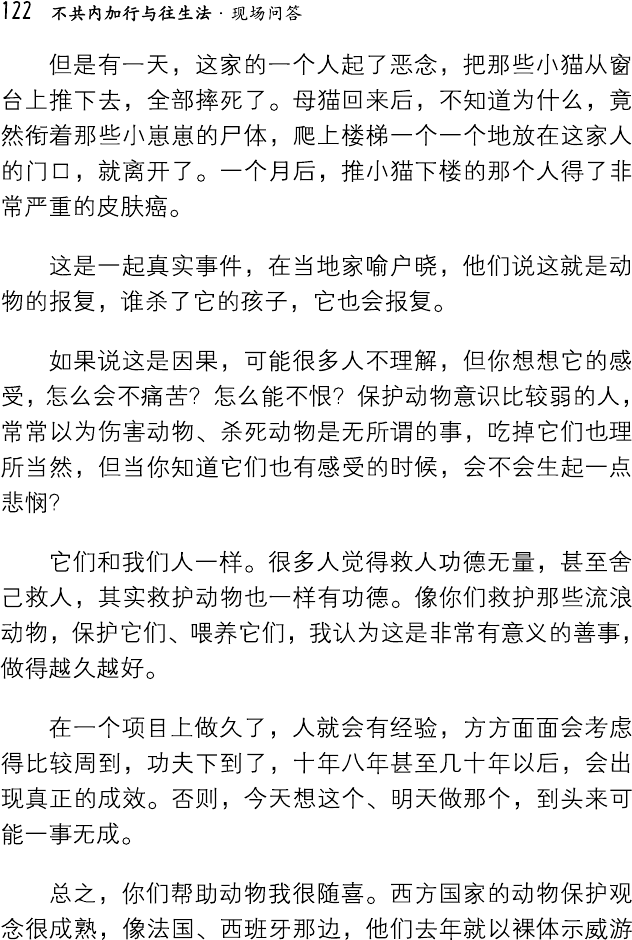 122 不共内加行与往生法·现场问答
但是有一天，这家的一个人起了恶念，把那些小猫从窗
台上推下去，全部摔死了。母猫回来后，不知道为什么，竟
然衔着那些小崽崽的尸体，爬上楼梯一个一个地放在这家人
的门口，就离开了。一个月后，推小猫下楼的那个人得了非
常严重的皮肤癌。
这是一起真实事件，在当地家喻户晓，他们说这就是动
物的报复，谁杀了它的孩子，它也会报复。
如果说这是因果，可能很多人不理解，但你想想它的感
受，怎么会不痛苦？怎么能不恨？保护动物意识比较弱的人，
常常以为伤害动物、杀死动物是无所谓的事，吃掉它们也理
所当然，但当你知道它们也有感受的时候，会不会生起一点
悲悯？
它们和我们人一样。很多人觉得救人功德无量，甚至舍
己救人，其实救护动物也一样有功德。像你们救护那些流浪
动物，保护它们、喂养它们，我认为这是非常有意义的善事，
做得越久越好。
在一个项目上做久了，人就会有经验，方方面面会考虑
得比较周到，功夫下到了，十年八年甚至几十年以后，会出
现真正的成效。否则，今天想这个、明天做那个，到头来可
能一事无成。
总之，你们帮助动物我很随喜。西方国家的动物保护观
念很成熟，像法国、西班牙那边，他们去年就以裸体示威游